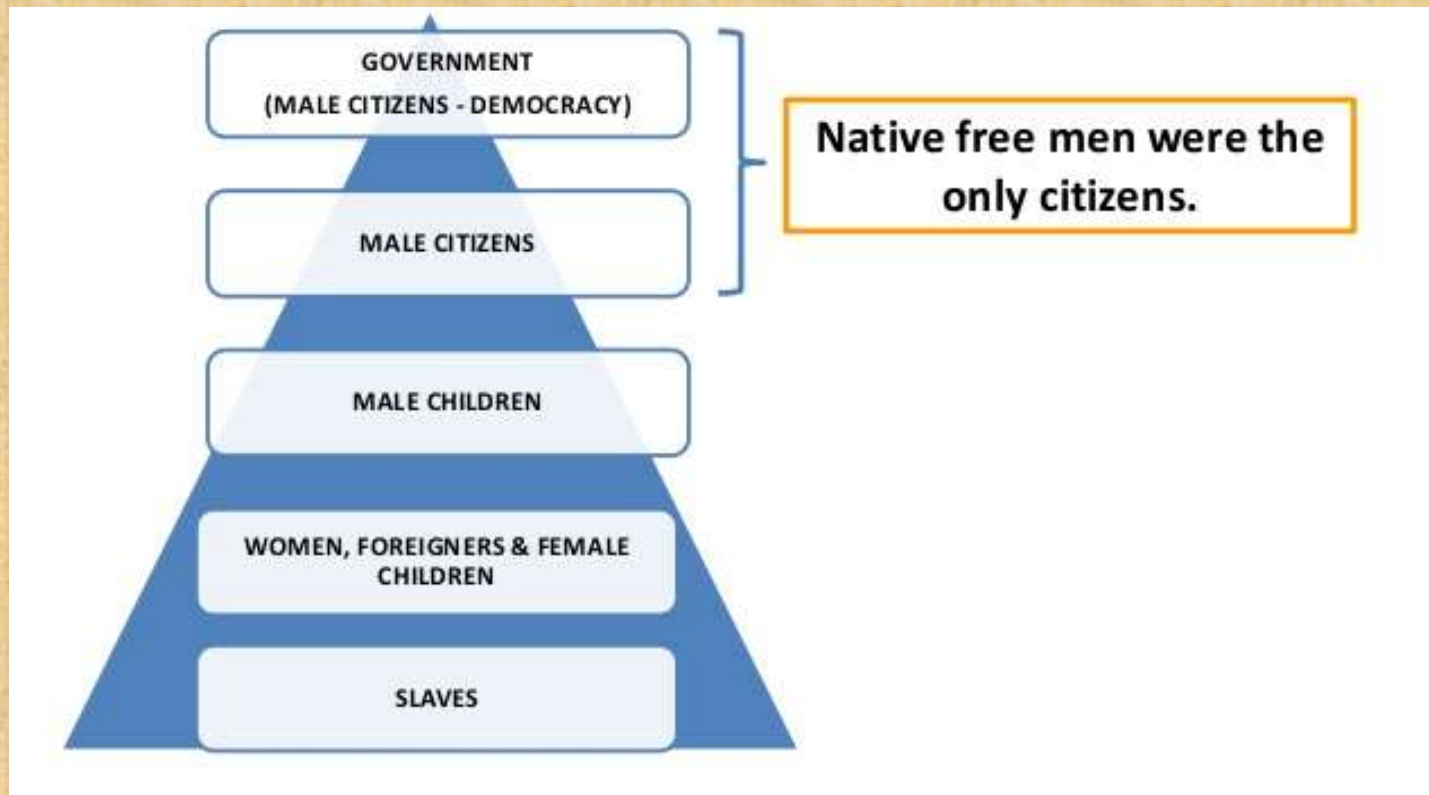 GOVERNMENT
(MALE CITIZENS - DEMOCRACY)
Native free men were the
only citizens.
MALE CITIZENS
MALE CHILDREN
WOMEN, FOREIGNERS & FEMALE
CHILDREN
SLAVES